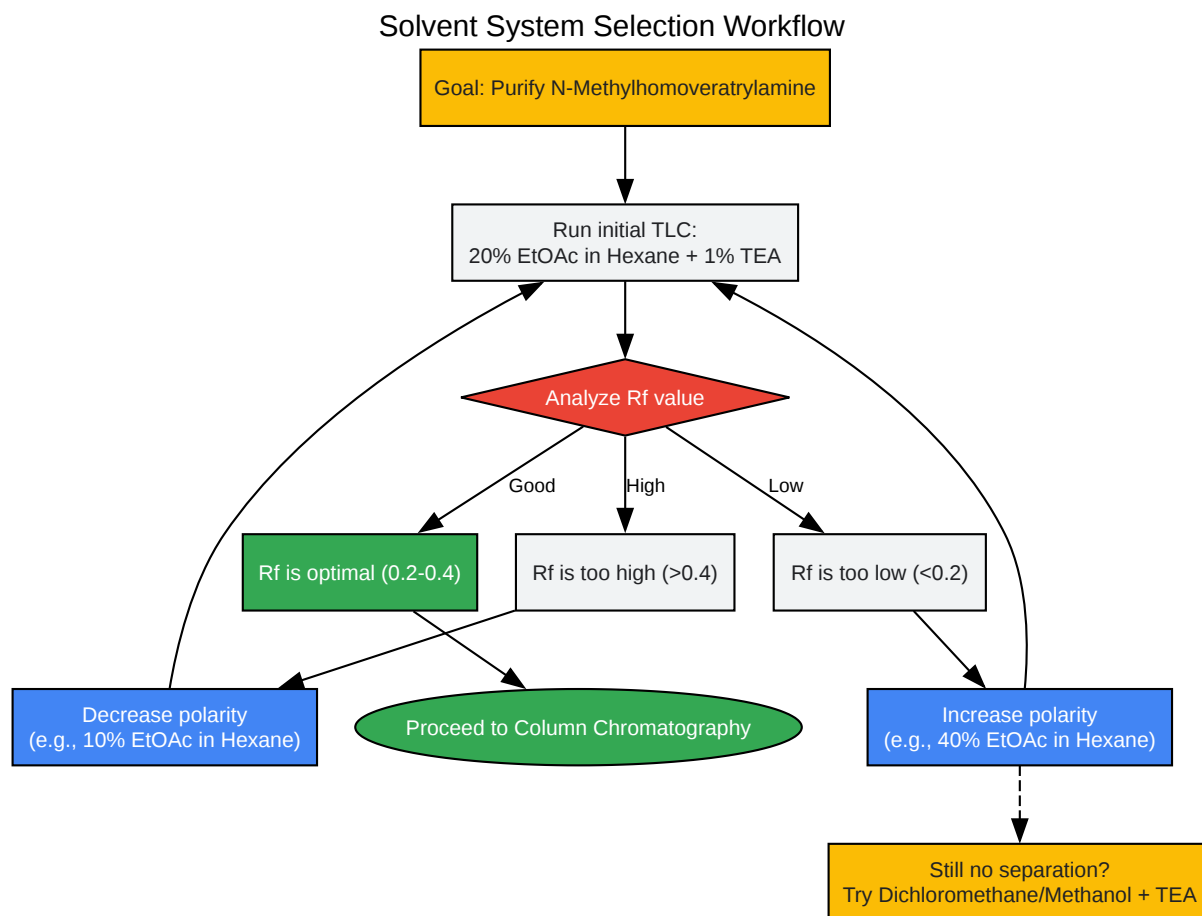 Solvent System Selection Workflow
Goal: Purify N-Methylhomoveratrylamine
Run initial TLC:
20% EtOAc in Hexane + 1% TEA
Analyze Rf value
Good
High
Low
Rf is optimal (0.2-0.4)
Rf is too high (>0.4)
Rf is too low (<0.2)
Decrease polarity
(e.g., 10% EtOAc in Hexane)
Proceed to Column Chromatography
Increase polarity
(e.g., 40% EtOAc in Hexane)
Still no separation?
Try Dichloromethane/Methanol + TEA